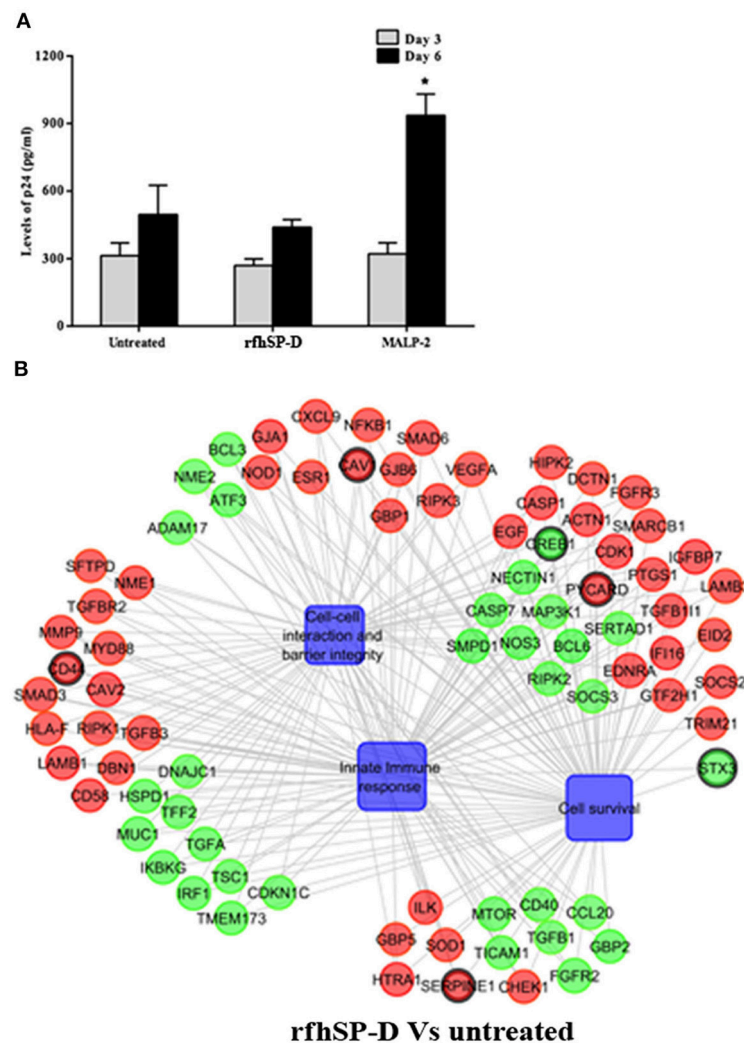 A
Day 3
Day 6
*
1200
900
600
300
0
Levels of p24 (pg/ml)
Untreated
rfhSP-D
MALP-2
B
CXCL9
NFKB1
GJA1
SMAD6
BCL3
CAV1
NOD1
ESR1
GJB6
VEGFA
NME2
ATF3
RIPK3
GBP1
ADAM17
HIPK2
DCTN1
CASP1
FGFR3
EGF
ACTN1
SMARCB1
CREB1
CDK1
IGFBP7
NECTIN1
PTGS1
PYCARD
LAMB3
CASP7
MAP3K1
TGFB1I1
SERTAD1
SMPD1
NOS3
BCL6
IFI16
EID2
RIPK2
EDNRA
SOCS2
SOCS3
GTF2H1
TRIM21
STX3
SFTPD
NME1
TGFBR2
MMP9
MYD88
CD44
CAV2
SMAD3
HLA-F
RIPK1
TGFB3
LAMB1
DBN1
CD58
DNAJC1
HSPD1
TFF2
MUC1
TGFA
IKBKG
TSC1
IRF1
CDKN1C
TMEM173
Cell-cell
interaction and
barrier integrity
Innate Immune
response
Cell survival
ILK
MTOR
CD40
CCL20
GBP5
SOD1
TICAM1
TGFB1
GBP2
HTRA1
SERPINE1
CHEK1
FGFR2
rfhSP-D Vs untreated